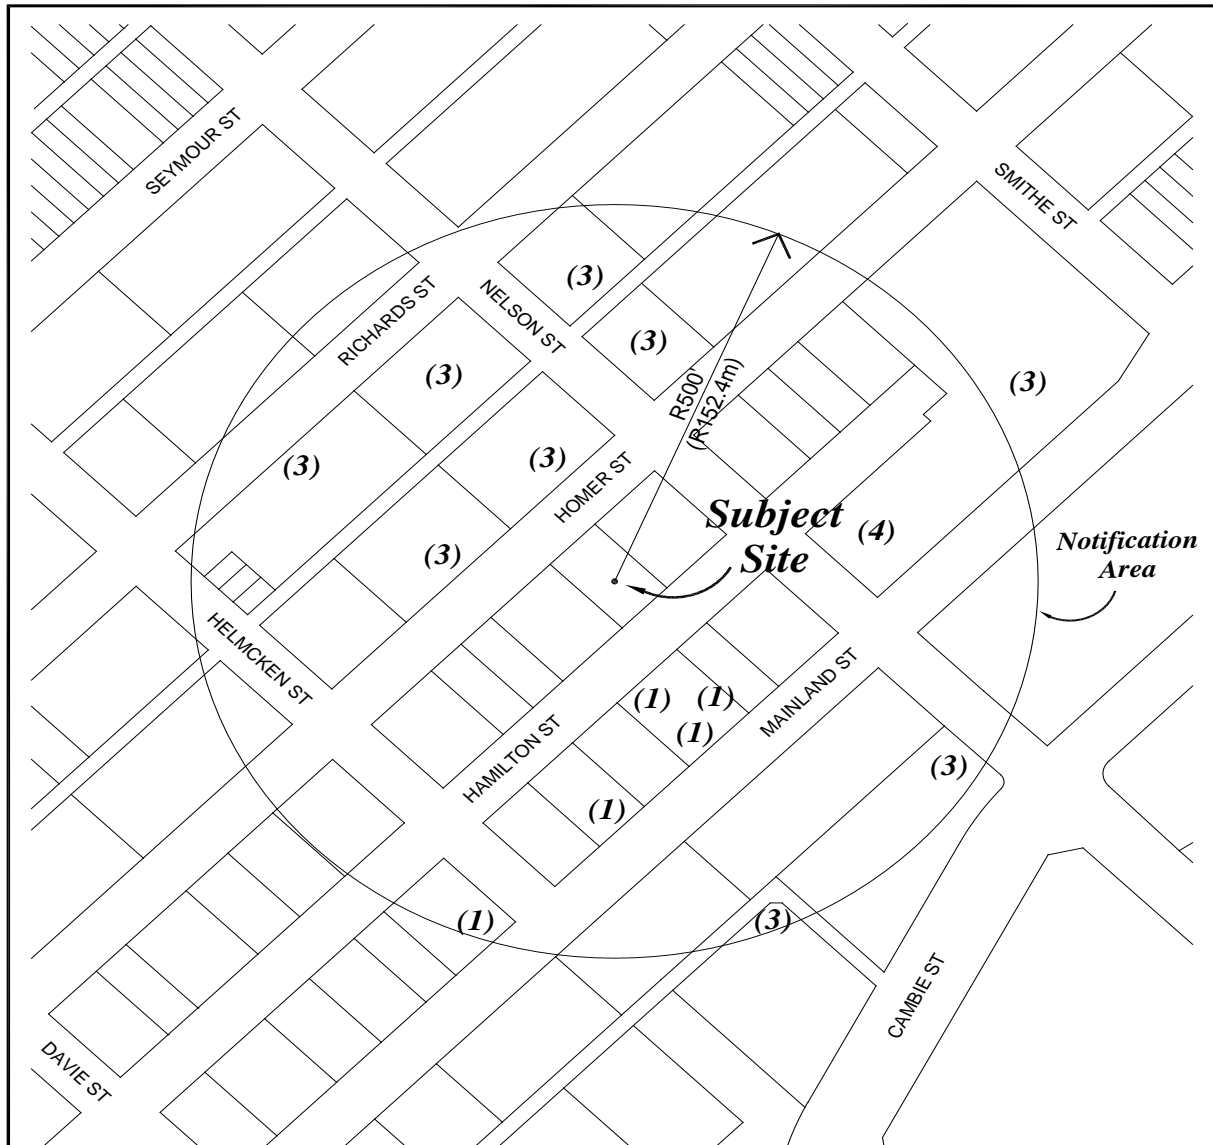 SEYMOUR ST
SMITHE ST
(3)
RICHARDS ST
NELSON ST
(3)
(3)
(3)
R500'
(R152.4m)
(3)
(3)
HOMER ST
(3)
Subject
Site
(4)
Notification
Area
(3)
HELMCKEN ST
MAINLAND ST
(1)
(1)
(1)
HAMILTON ST
(3)
(1)
(1)
(3)
CAMBIE ST
DAVIE ST